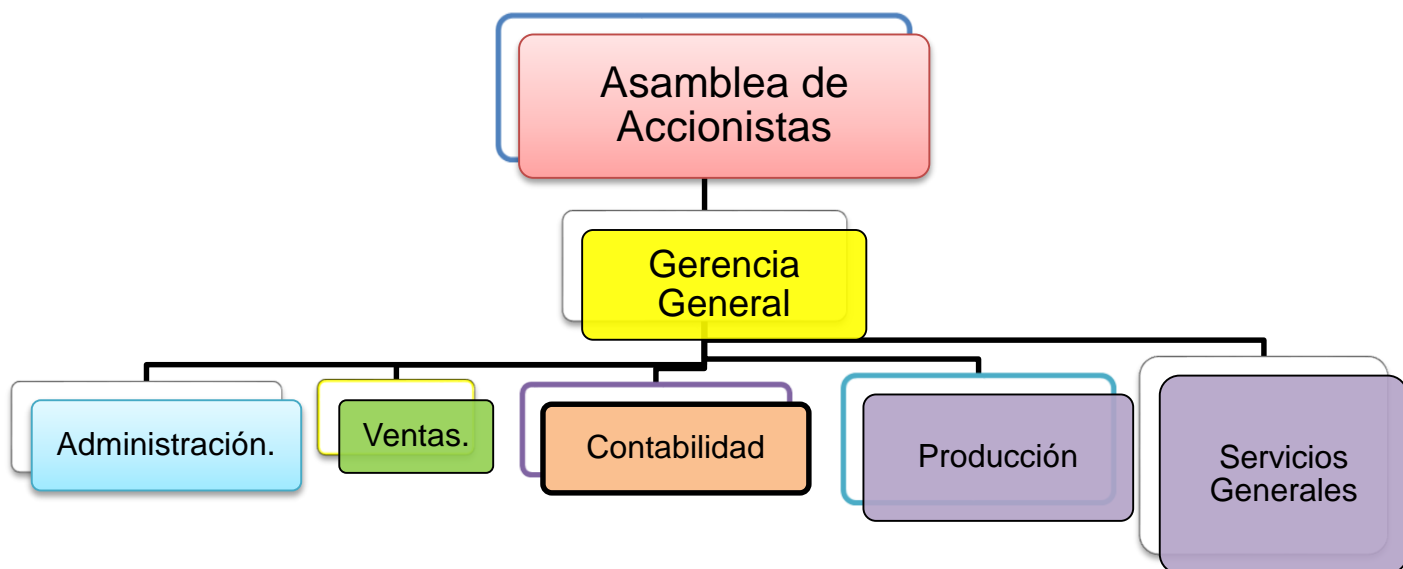 Asamblea de
Accionistas
Gerencia
General
Administración.
Ventas.
Contabilidad
Producción
Servicios
Generales